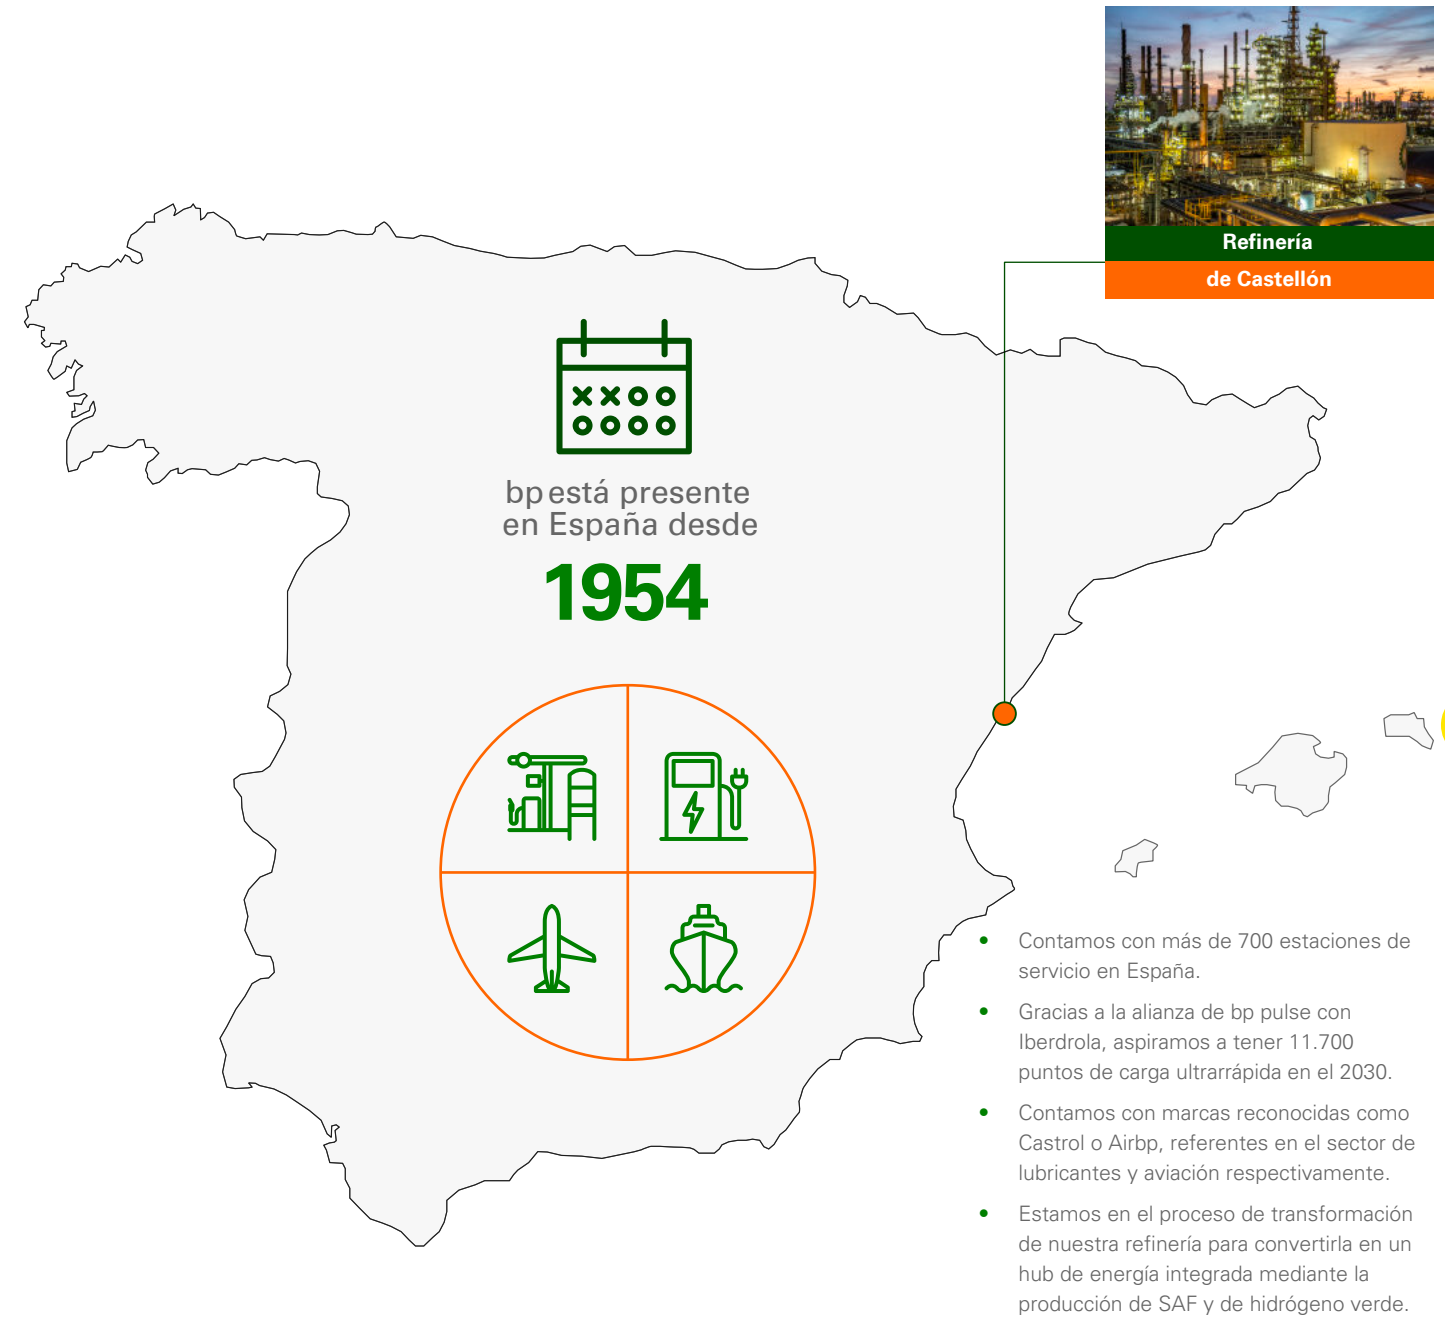 Refinería
de Castellón
bp está presente
en España desde
1954
• Contamos con más de 700 estaciones de
servicio en España.
• Gracias a la alianza de bp pulse con
Iberdrola, aspiramos a tener 11.700
puntos de carga ultrarrápida en el 2030.
• Contamos con marcas reconocidas como
Castrol o Airbp, referentes en el sector de
lubricantes y aviación respectivamente.
• Estamos en el proceso de transformación
de nuestra refinería para convertirla en un
hub de energía integrada mediante la
producción de SAF y de hidrógeno verde.